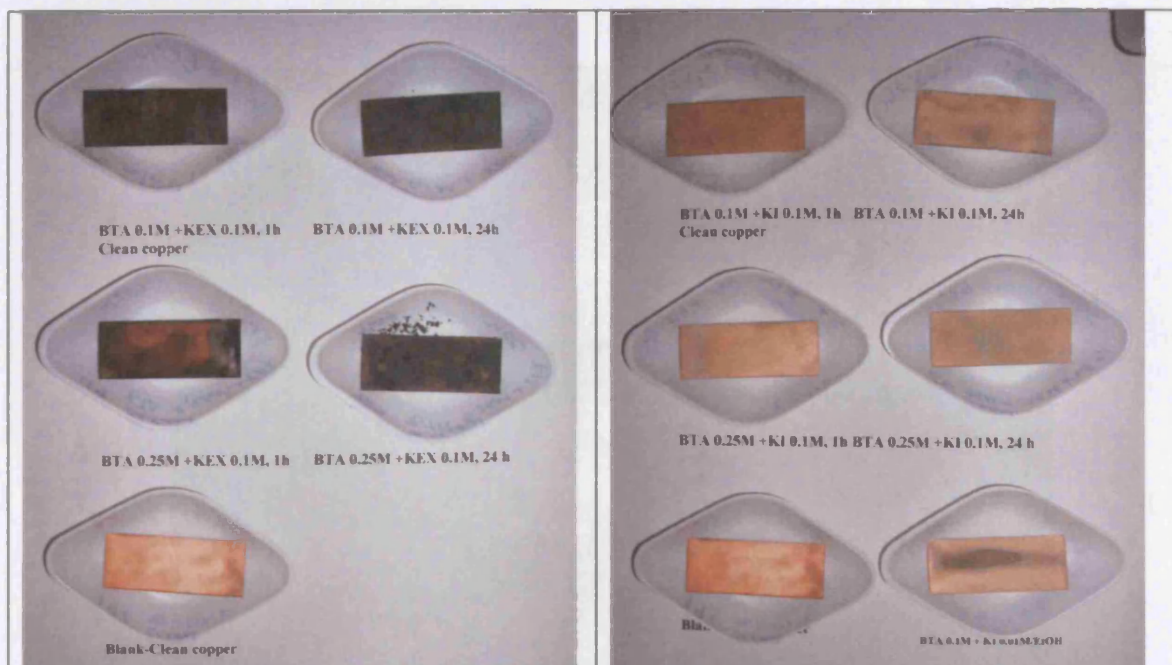 BTA 0.1M +KEX 0.1M, 1h
Clean copper
BTA 0.1M +KEX 0.1M, 24h
BTA 0.25M +KEX 0.1M, 1h
BTA 0.25M +KEX 0.1M, 24 h
Blank-Clean copper
BTA 0.1M +KI 0.1M, 1h
Clean copper
BTA 0.1M +KI 0.1M, 24h
BTA 0.25M +KI 0.1M, 1h
BTA 0.25M +KI 0.1M, 24 h
BTA 0.1M + KI 0.01M/EtOH